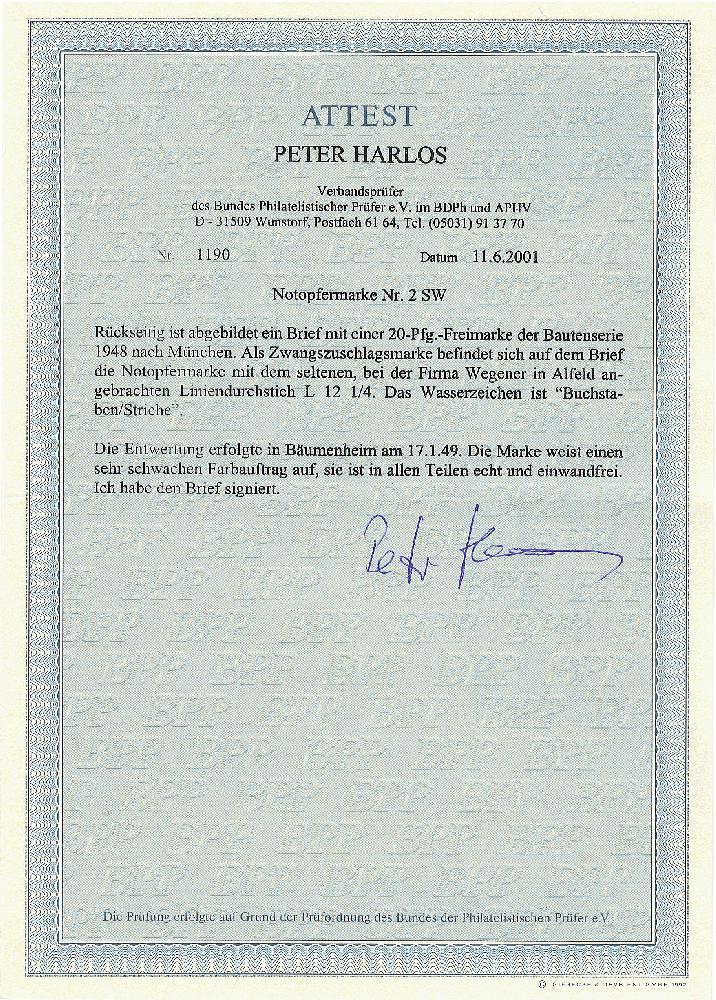 ATTEST
PETER HARLOS
Verbandsprüfer
des Bundes Philatelistischer Prüfer e.V. im BDPh und APHV
D - 31509 Wunstorf, Postfach 61 64, Tel. (05031) 91 37 70
Nr. 1190 Datum 11.6.2001
Notopfermarke Nr. 2 SW
Rückseitig ist abgebildet ein Brief mit einer 20-Pfg.-Freimarke der Bautenserie
1948 nach München. Als Zwangszuschlagsmarke befindet sich auf dem Brief
die Notopfermarke mit dem seltenen, bei der Firma Wegener in Alfeld an-
gebrachten Liniendurchstich L 12 1/4. Das Wasserzeichen ist "Buchsta-
ben/Striche".
Die Entwertung erfolgte in Bäumenheim am 17.1.49. Die Marke weist einen
sehr schwachen Farbauftrag auf, sie ist in allen Teilen echt und einwandfrei.
Ich habe den Brief signiert.
Peter Harlos
Die Prüfung erfolgte auf Grund der Prüfordnung des Bundes der Philatelistischen Prüfer e.V.
© GIESECKE & DEVRIENT GMBH 1992